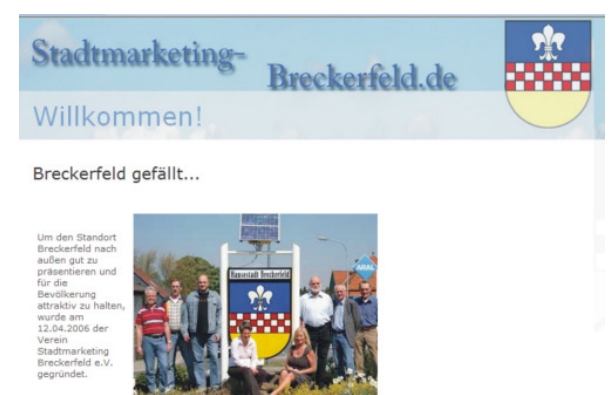 Stadtmarketing-
Breckerfeld.de
Willkommen!
Breckerfeld gefällt...
Um den Standort
Breckerfeld nach
außen gut zu
präsentieren und
für die
Bevölkerung
attraktiv zu halten,
wurde am
12.04.2006 der
Verein
Stadtmarketing
Breckerfeld e.V.
gegründet.
Hansestadt Breckerfeld
ARAL